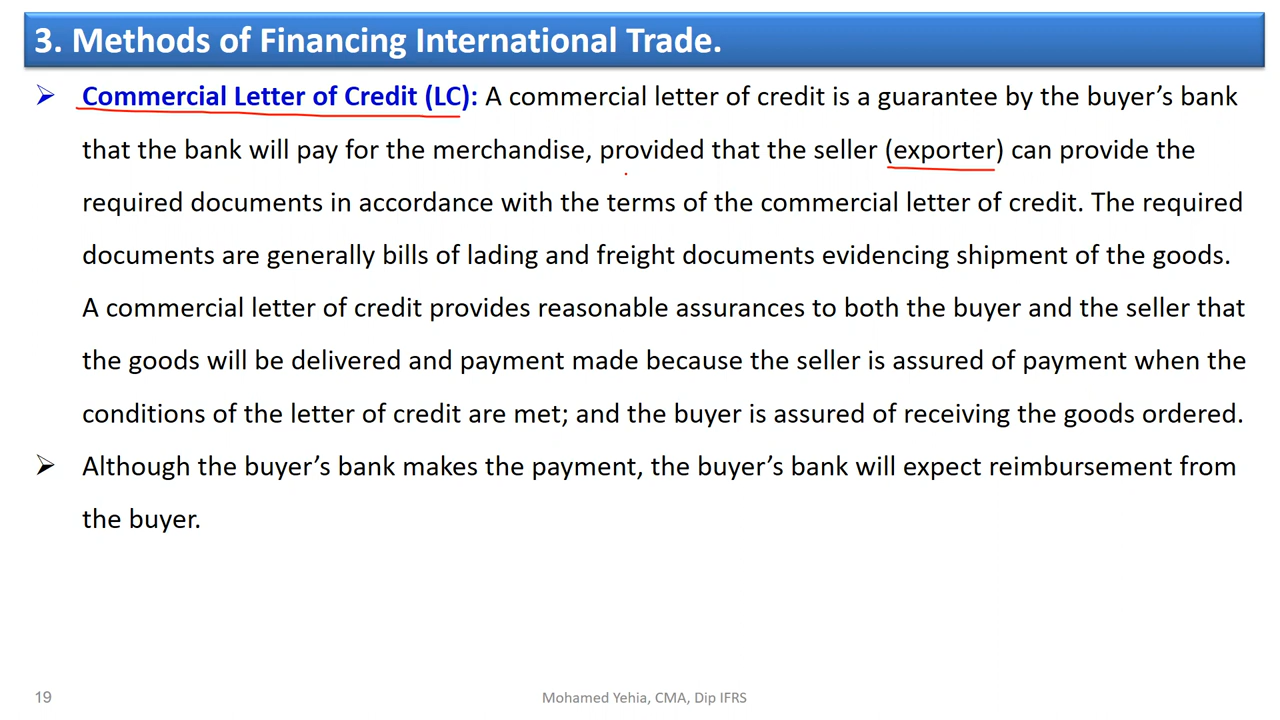 3. Methods of Financing International Trade.
➢ Commercial Letter of Credit (LC): A commercial letter of credit is a guarantee by the buyer’s bank
that the bank will pay for the merchandise, provided that the seller (exporter) can provide the
required documents in accordance with the terms of the commercial letter of credit. The required
documents are generally bills of lading and freight documents evidencing shipment of the goods.
A commercial letter of credit provides reasonable assurances to both the buyer and the seller that
the goods will be delivered and payment made because the seller is assured of payment when the
conditions of the letter of credit are met; and the buyer is assured of receiving the goods ordered.
➢ Although the buyer’s bank makes the payment, the buyer’s bank will expect reimbursement from
the buyer.
19
Mohamed Yehia, CMA, Dip IFRS